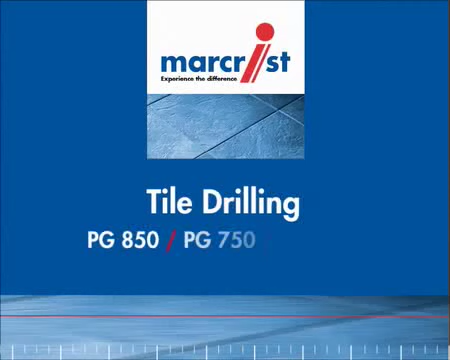 marcrist
Experience the difference
Tile Drilling
PG 850 / PG 750